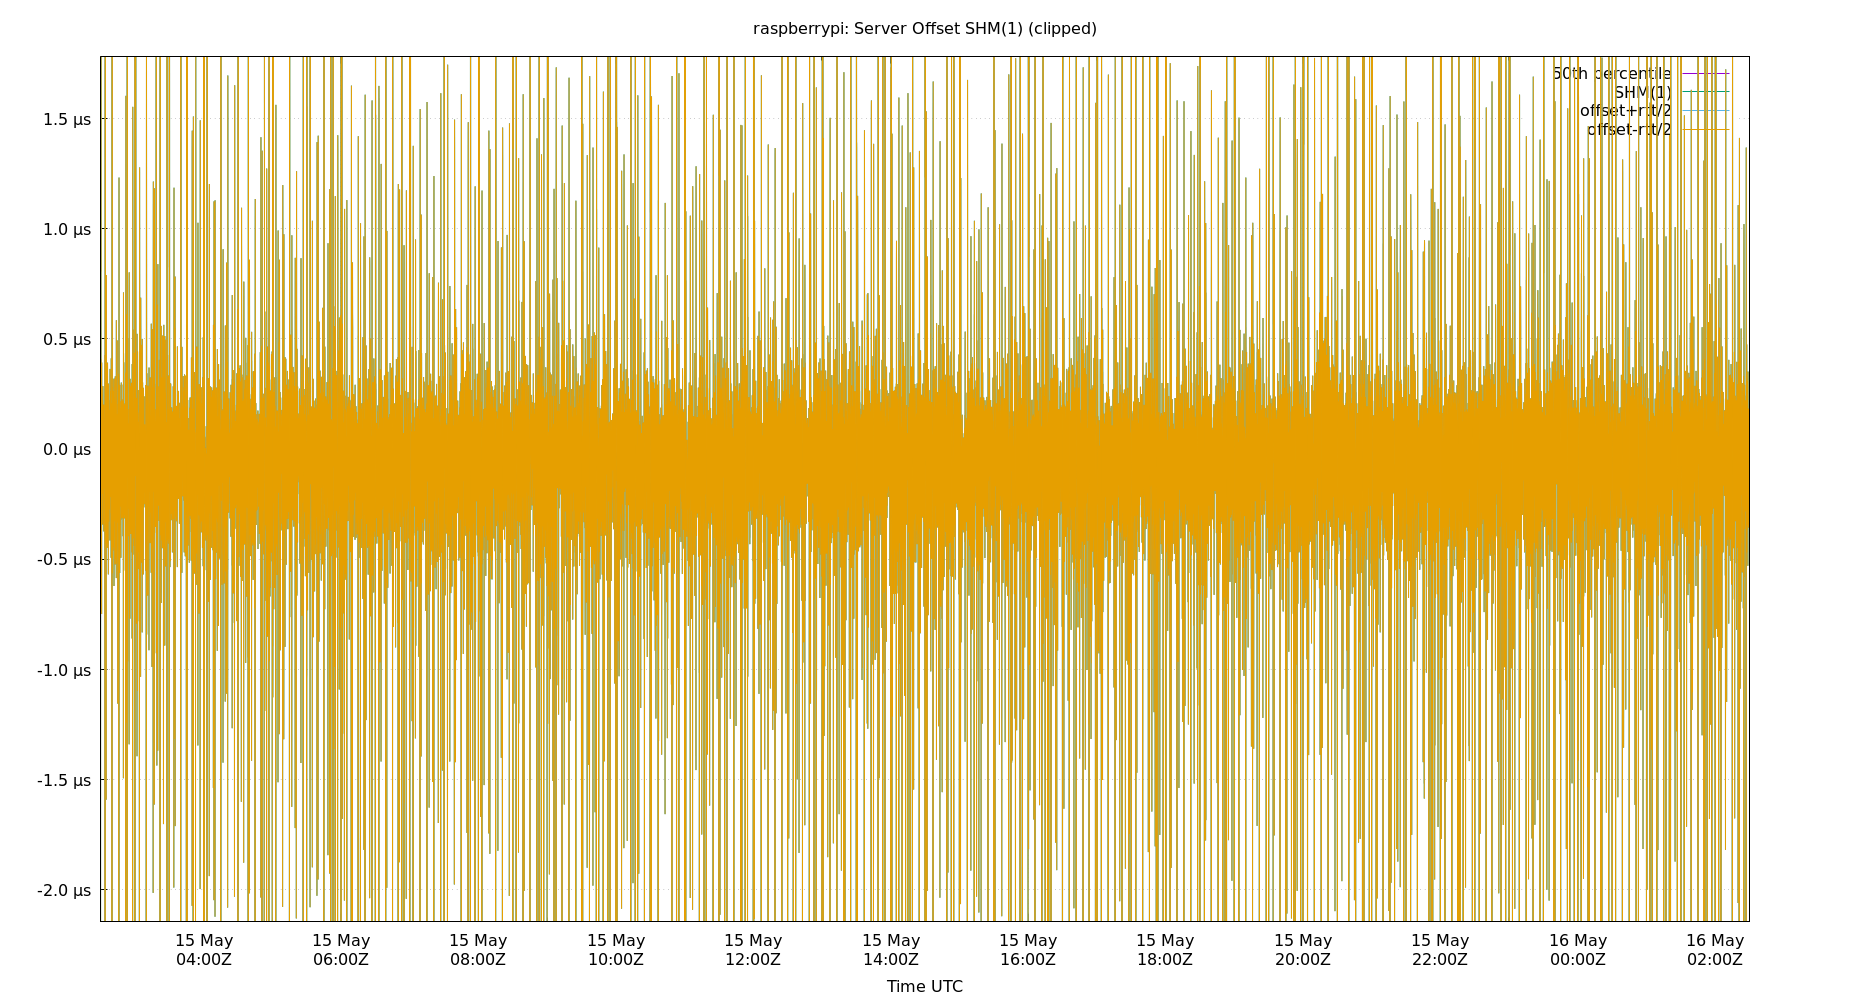 raspberrypi: Server Offset SHM(1) (clipped)
50th percentile
SHM(1)
offset+rtt/2
offset-rtt/2
1.5 µs
1.0 µs
0.5 µs
0.0 µs
-0.5 µs
-1.0 µs
-1.5 µs
-2.0 µs
15 May 15 May 15 May 15 May 15 May 15 May 15 May 15 May 15 May 15 May 16 May 16 May
04:00Z 06:00Z 08:00Z 10:00Z 12:00Z 14:00Z 16:00Z 18:00Z 20:00Z 22:00Z 00:00Z 02:00Z
Time UTC